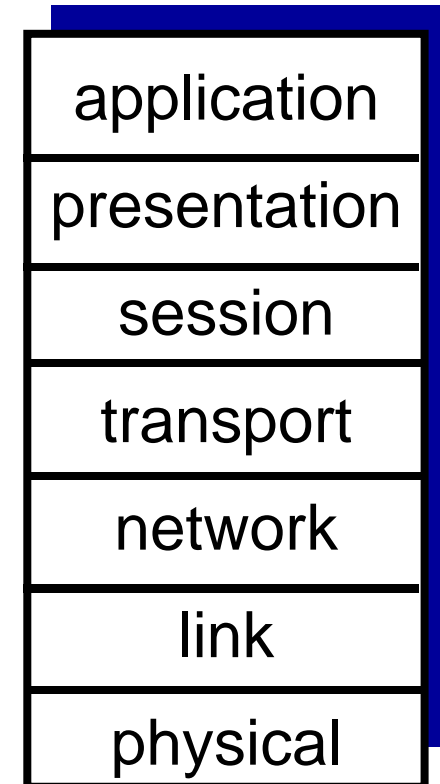 application
presentation
session
transport
network
link
physical